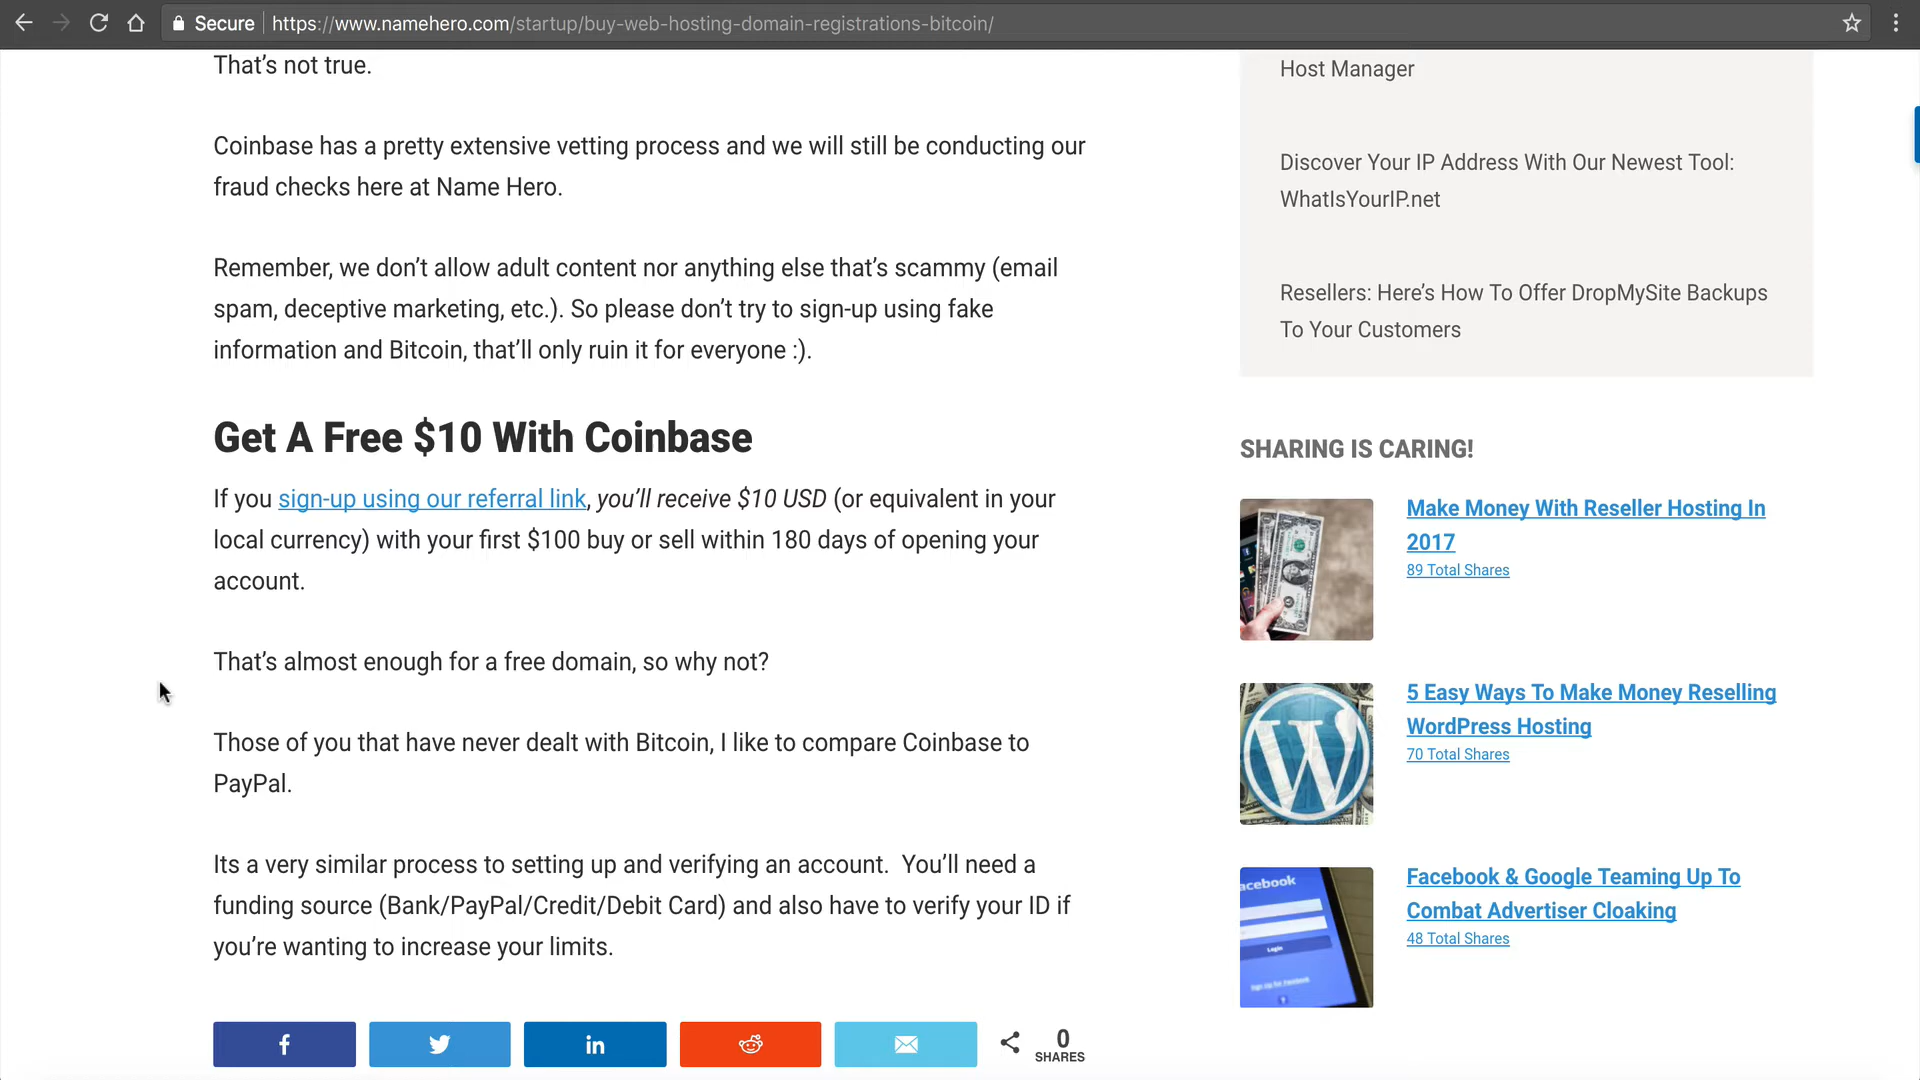 Secure https://www.namehero.com/startup/buy-web-hosting-domain-registrations-bitcoin/
That’s not true.
Coinbase has a pretty extensive vetting process and we will still be conducting our
fraud checks here at Name Hero.
Remember, we don’t allow adult content nor anything else that’s scammy (email
spam, deceptive marketing, etc.). So please don’t try to sign-up using fake
information and Bitcoin, that’ll only ruin it for everyone :).
Get A Free $10 With Coinbase
If you sign-up using our referral link, you’ll receive $10 USD (or equivalent in your
local currency) with your first $100 buy or sell within 180 days of opening your
account.
That’s almost enough for a free domain, so why not?
Those of you that have never dealt with Bitcoin, I like to compare Coinbase to
PayPal.
Its a very similar process to setting up and verifying an account.  You’ll need a
funding source (Bank/PayPal/Credit/Debit Card) and also have to verify your ID if
you’re wanting to increase your limits.
0
SHARES
Host Manager
Discover Your IP Address With Our Newest Tool:
WhatIsYourIP.net
Resellers: Here’s How To Offer DropMySite Backups
To Your Customers
SHARING IS CARING!
Make Money With Reseller Hosting In
2017
89 Total Shares
5 Easy Ways To Make Money Reselling
WordPress Hosting
70 Total Shares
acebook
Login
Facebook & Google Teaming Up To
Combat Advertiser Cloaking
48 Total Shares